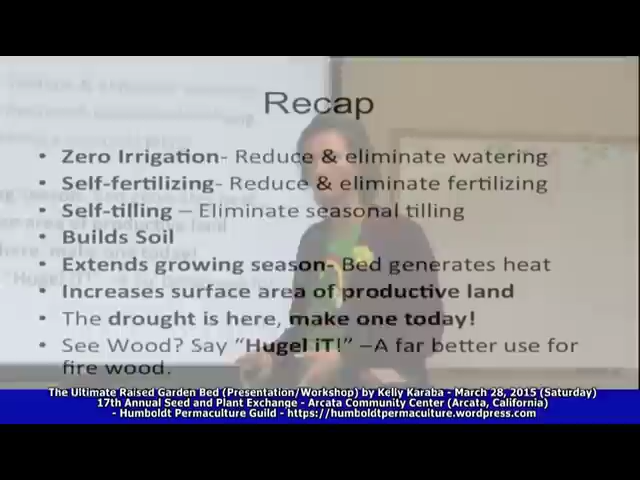 Recap
• Zero Irrigation- Reduce & eliminate watering
• Self-fertilizing- Reduce & eliminate fertilizing
• Self-tilling – Eliminate seasonal tilling
• Builds Soil
• Extends growing season- Bed generates heat
• Increases surface area of productive land
• The drought is here, make one today!
• See Wood? Say “Hugel iT!” –A far better use for
fire wood.
The Ultimate Raised Garden Bed (Presentation/Workshop) by Kelly Karaba - March 28, 2015 (Saturday)
17th Annual Seed and Plant Exchange - Arcata Community Center (Arcata, California)
- Humboldt Permaculture Guild - https://humboldtpermaculture.wordpress.com